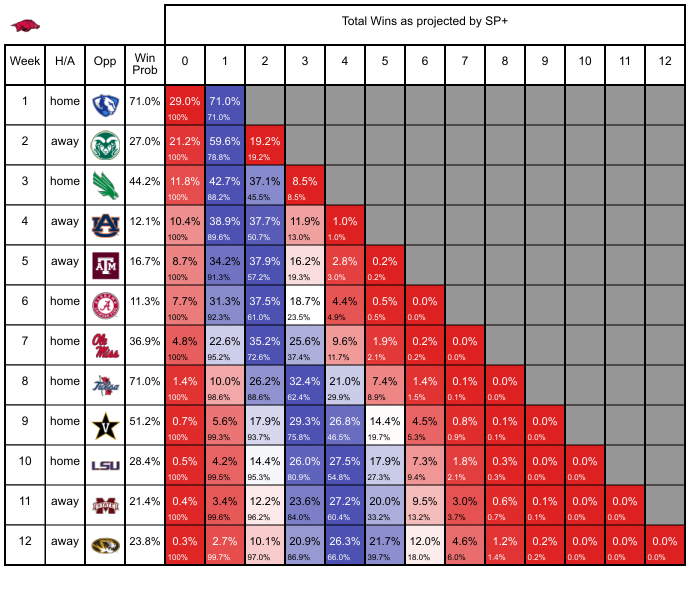 Total Wins as projected by SP+
Week H/A Opp Win Prob 0 1 2 3 4 5 6 7 8 9 10 11 12
1 home 71.0% 29.0% 71.0%
100% 71.0%
2 away 27.0% 21.2% 59.6% 19.2%
100% 78.8% 19.2%
3 home 44.2% 11.8% 42.7% 37.1% 8.5%
100% 88.2% 45.5% 8.5%
4 away 12.1% 10.4% 38.9% 37.7% 11.9% 1.0%
100% 89.6% 50.7% 13.0% 1.0%
5 away ATM 16.7% 8.7% 34.2% 37.9% 16.2% 2.8% 0.2%
100% 91.3% 57.2% 19.3% 3.0% 0.2%
6 home 11.3% 7.7% 31.3% 37.5% 18.7% 4.4% 0.5% 0.0%
100% 92.3% 61.0% 23.5% 4.9% 0.5% 0.0%
7 home Ole Miss 36.9% 4.8% 22.6% 35.2% 25.6% 9.6% 1.9% 0.2% 0.0%
100% 95.2% 72.6% 37.4% 11.7% 2.1% 0.2% 0.0%
8 home Tulsa 71.0% 1.4% 10.0% 26.2% 32.4% 21.0% 7.4% 1.4% 0.1% 0.0%
100% 98.6% 88.6% 62.4% 29.9% 8.9% 1.5% 0.1% 0.0%
9 home V 51.2% 0.7% 5.6% 17.9% 29.3% 26.8% 14.4% 4.5% 0.8% 0.1% 0.0%
100% 99.3% 93.7% 75.8% 46.5% 19.7% 5.3% 0.9% 0.1% 0.0%
10 home LSU 28.4% 0.5% 4.2% 14.4% 26.0% 27.5% 17.9% 7.3% 1.8% 0.3% 0.0% 0.0%
100% 99.5% 95.3% 80.9% 54.8% 27.3% 9.4% 2.1% 0.3% 0.0% 0.0%
11 away STATE 21.4% 0.4% 3.4% 12.2% 23.6% 27.2% 20.0% 9.5% 3.0% 0.6% 0.1% 0.0% 0.0%
100% 99.6% 96.2% 84.0% 60.4% 33.2% 13.2% 3.7% 0.7% 0.1% 0.0% 0.0%
12 away 23.8% 0.3% 2.7% 10.1% 20.9% 26.3% 21.7% 12.0% 4.6% 1.2% 0.2% 0.0% 0.0% 0.0%
100% 99.7% 97.0% 86.9% 66.0% 39.7% 18.0% 6.0% 1.4% 0.2% 0.0% 0.0% 0.0%